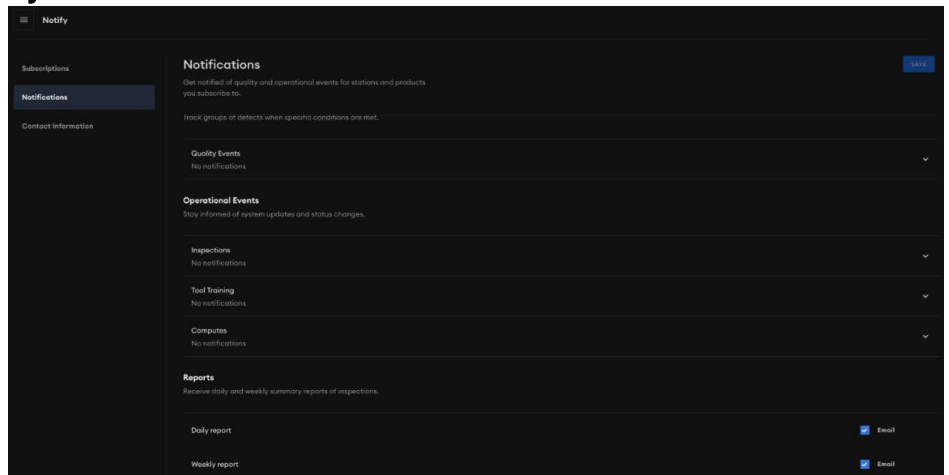 Notify
Subscriptions
Notifications
Contact Information
Notifications
SAVE
Get notified of quality and operational events for stations and products
you subscribe to.
Track groups of defects when specific conditions are met.
Quality Events
No notifications
Operational Events
Stay informed of system updates and status changes.
Inspections
No notifications
Tool Training
No notifications
Computes
No notifications
Reports
Receive daily and weekly summary reports of inspections.
Daily report
Email
Weekly report
Email